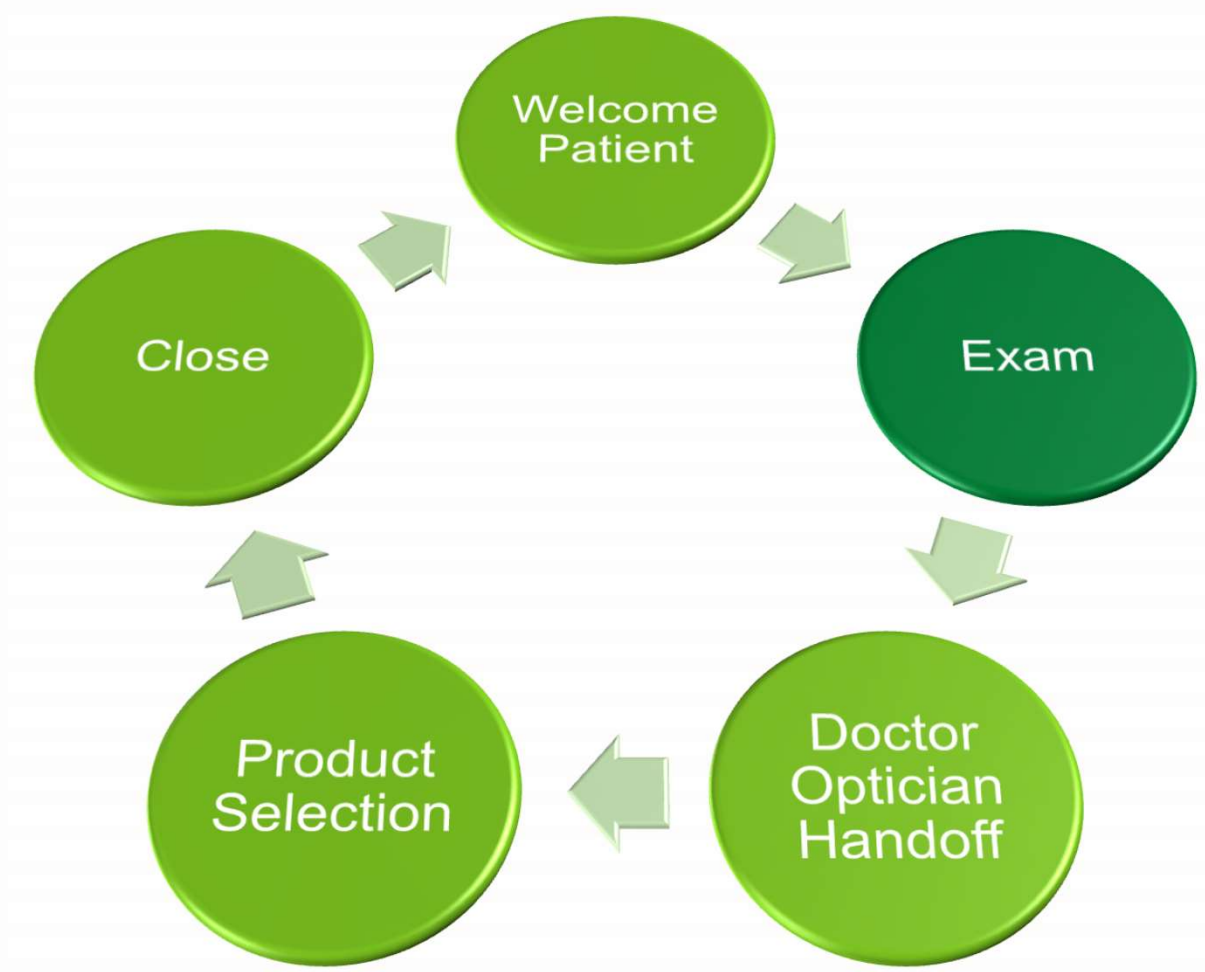 Welcome
Patient
Exam
Doctor
Optician
Handoff
Product
Selection
Close